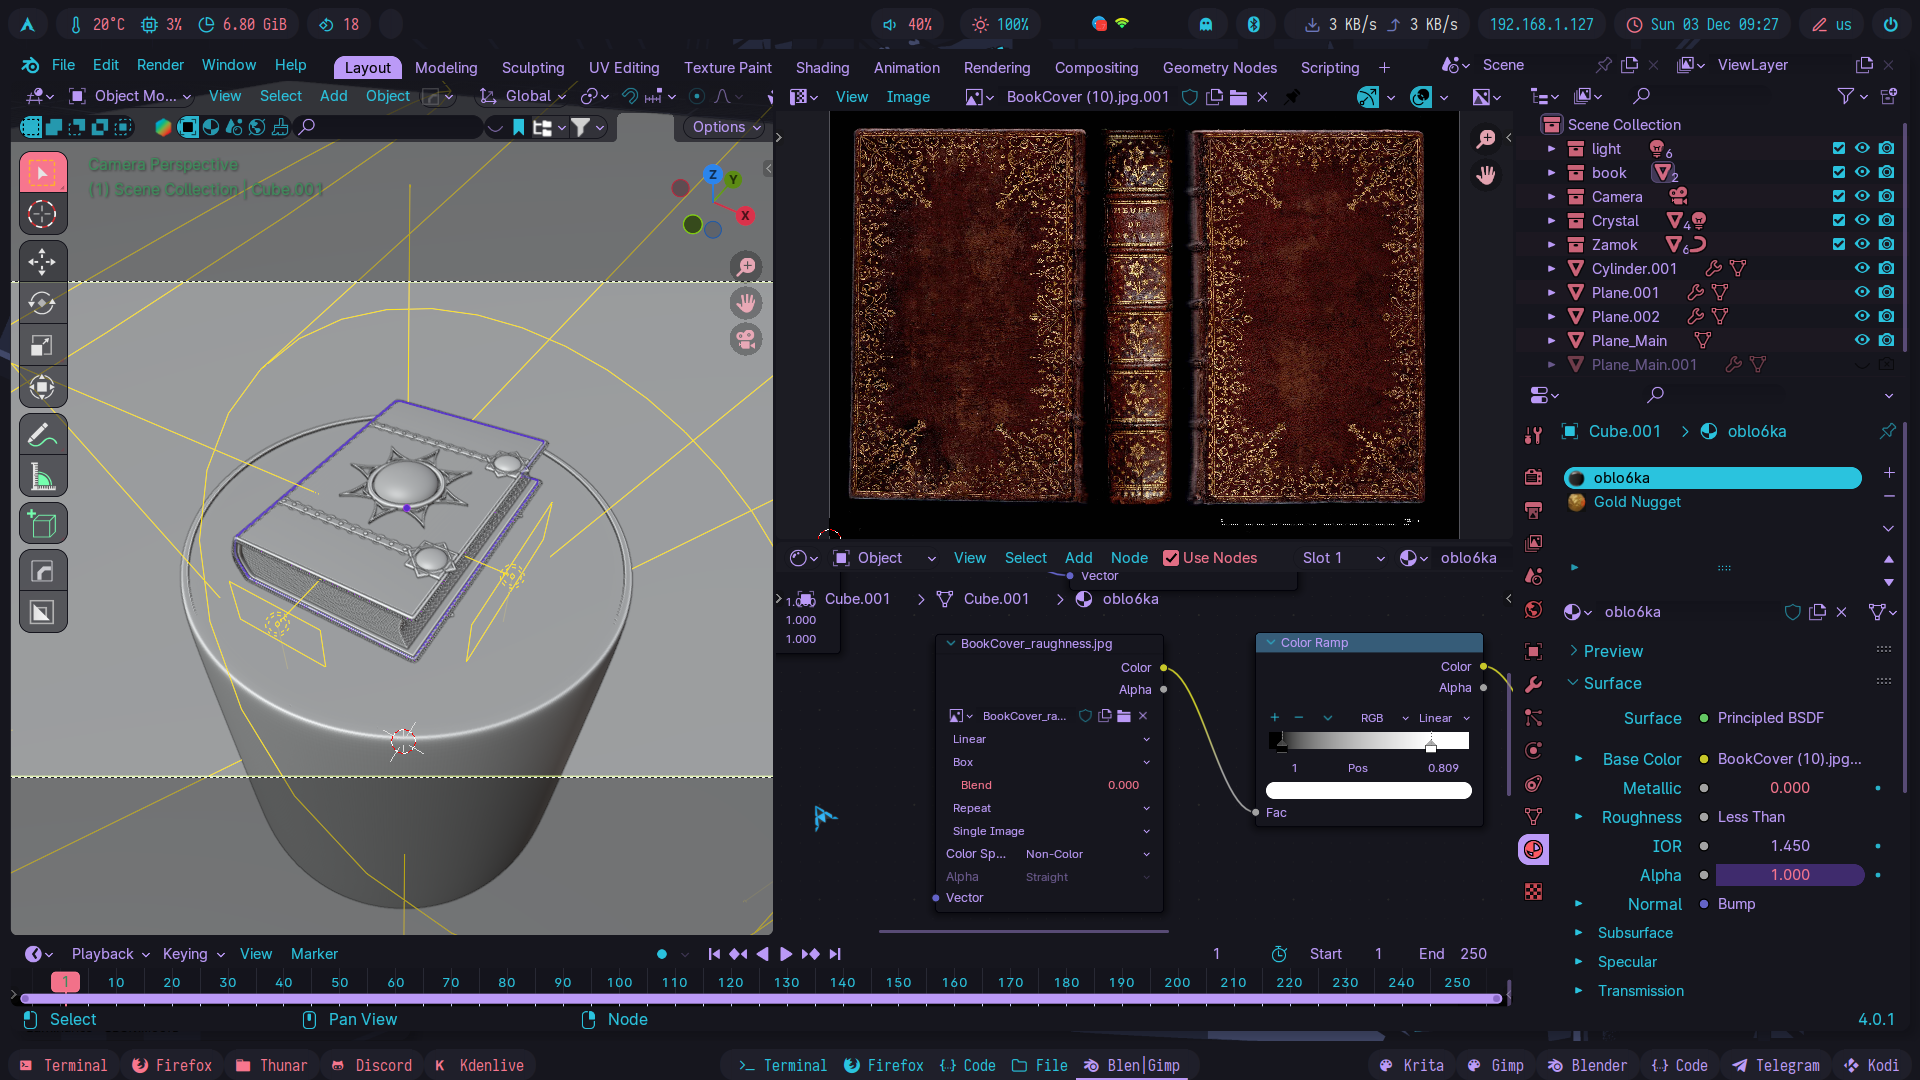 20°C 3% 6.80 GiB 18 40% 100% 3 KB/s 3 KB/s 192.168.1.127 Sun 03 Dec 09:27 us
File Edit Render Window Help Layout Modeling Sculpting UV Editing Texture Paint Shading Animation Rendering Compositing Geometry Nodes Scripting + Scene ViewLayer
Object Mo... View Select Add Object Global
View Image BookCover (10).jpg.001
Options
Camera Perspective
(1) Scene Collection | Cube.001
Z
Y
X
Scene Collection
light 6
book 2
Camera
Crystal 4
Zamok 6
Cylinder.001
Plane.001
Plane.002
Plane_Main
Plane_Main.001
Cube.001 oblo6ka
oblo6ka
Gold Nugget
oblo6ka
Preview
Surface
Surface Principled BSDF
Base Color BookCover (10).jpg...
Metallic 0.000
Roughness Less Than
IOR 1.450
Alpha 1.000
Normal Bump
Subsurface
Specular
Transmission
Object View Select Add Node Use Nodes Slot 1 oblo6ka
Vector
Cube.001 Cube.001 oblo6ka
1.000
1.000
1.000
BookCover_raughness.jpg
Color
Alpha
BookCover_ra...
Linear
Box
Blend 0.000
Repeat
Single Image
Color Sp... Non-Color
Alpha Straight
Vector
Color Ramp
Color
Alpha
RGB Linear
1 Pos 0.809
Fac
Playback Keying View Marker 1 Start 1 End 250
1 10 20 30 40 50 60 70 80 90 100 110 120 130 140 150 160 170 180 190 200 210 220 230 240 250
Select Pan View Node 4.0.1
Terminal Firefox Thunar Discord Kdenlive Terminal Firefox Code File Blen|Gimp Krita Gimp Blender Code Telegram Kodi